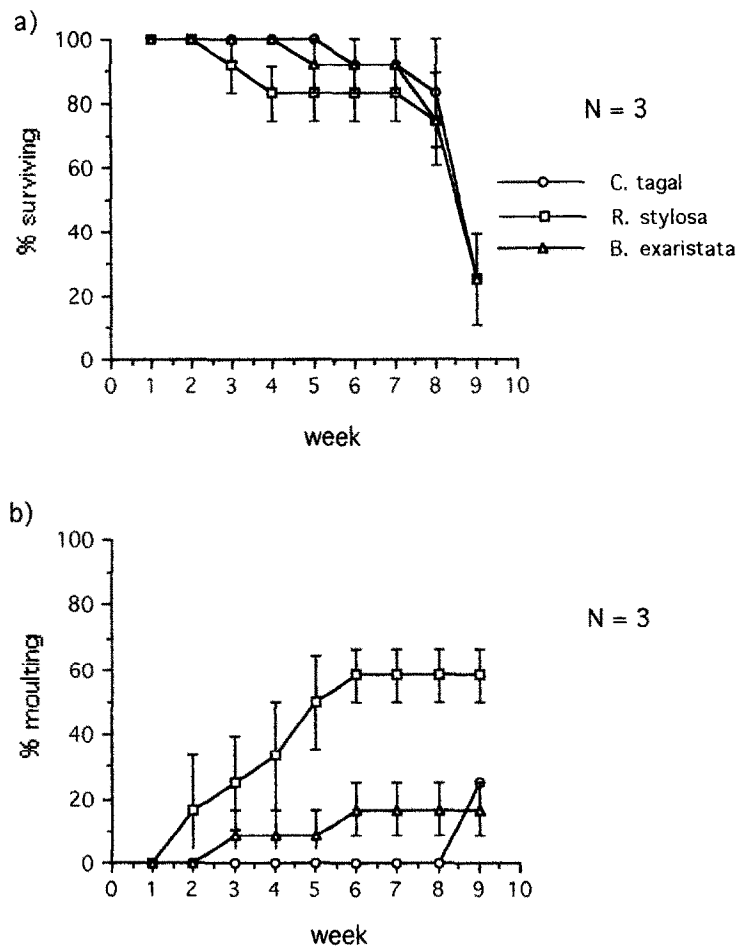 a)
100
80
60
40
20
0
% surviving
0 1 2 3 4 5 6 7 8 9 10
week
N = 3
C. tagal
R. stylosa
B. exaristata
b)
100
80
60
40
20
0
% moulting
0 1 2 3 4 5 6 7 8 9 10
week
N = 3